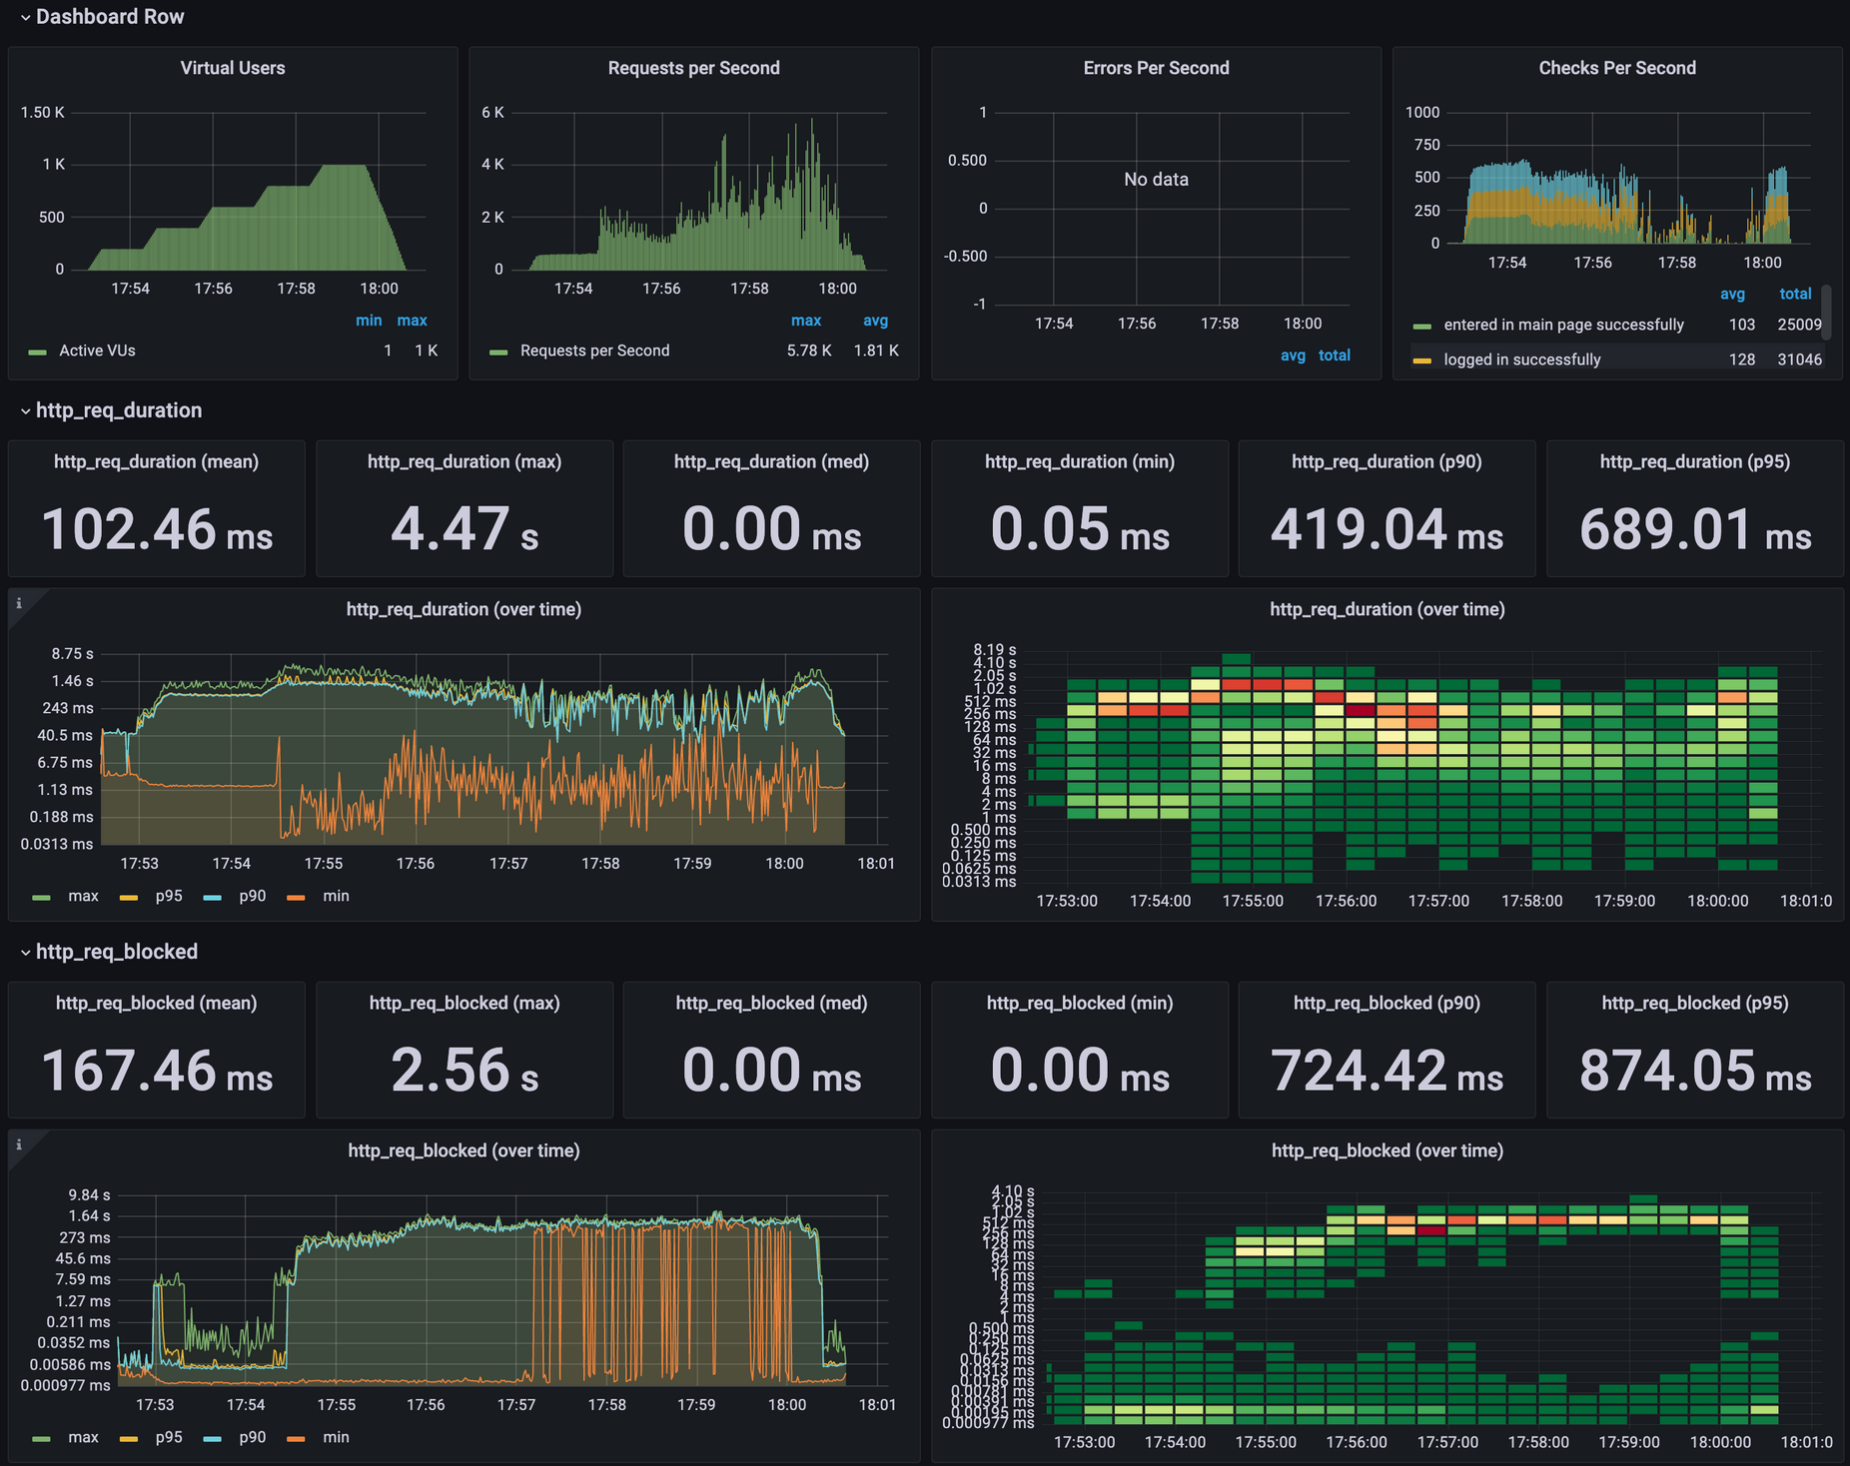 Dashboard Row
Virtual Users
1.50 K
1 K
500
0
17:54 17:56 17:58 18:00
min max
Active VUs 1 1 K
Requests per Second
6 K
4 K
2 K
0
17:54 17:56 17:58 18:00
max avg
Requests per Second 5.78 K 1.81 K
Errors Per Second
1
0.500
0
-0.500
-1
No data
17:54 17:56 17:58 18:00
avg total
Checks Per Second
1000
750
500
250
0
17:54 17:56 17:58 18:00
avg total
entered in main page successfully 103 25009
logged in successfully 128 31046
http_req_duration
http_req_duration (mean)
102.46 ms
http_req_duration (max)
4.47 s
http_req_duration (med)
0.00 ms
http_req_duration (min)
0.05 ms
http_req_duration (p90)
419.04 ms
http_req_duration (p95)
689.01 ms
i
http_req_duration (over time)
8.75 s
1.46 s
243 ms
40.5 ms
6.75 ms
1.13 ms
0.188 ms
0.0313 ms
17:53 17:54 17:55 17:56 17:57 17:58 17:59 18:00 18:01
max p95 p90 min
http_req_duration (over time)
8.19 s
4.10 s
2.05 s
1.02 s
512 ms
256 ms
128 ms
64 ms
32 ms
16 ms
8 ms
4 ms
2 ms
1 ms
0.500 ms
0.250 ms
0.125 ms
0.0625 ms
0.0313 ms
17:53:00 17:54:00 17:55:00 17:56:00 17:57:00 17:58:00 17:59:00 18:00:00 18:01:0
http_req_blocked
http_req_blocked (mean)
167.46 ms
http_req_blocked (max)
2.56 s
http_req_blocked (med)
0.00 ms
http_req_blocked (min)
0.00 ms
http_req_blocked (p90)
724.42 ms
http_req_blocked (p95)
874.05 ms
i
http_req_blocked (over time)
9.84 s
1.64 s
273 ms
45.6 ms
7.59 ms
1.27 ms
0.211 ms
0.0352 ms
0.00586 ms
0.000977 ms
17:53 17:54 17:55 17:56 17:57 17:58 17:59 18:00 18:01
max p95 p90 min
http_req_blocked (over time)
4.10 s
2.05 s
1.02 s
512 ms
256 ms
128 ms
64 ms
32 ms
16 ms
8 ms
4 ms
2 ms
1 ms
0.500 ms
0.250 ms
0.125 ms
0.0625 ms
0.0313 ms
0.0156 ms
0.00781 ms
0.00391 ms
0.00195 ms
0.000977 ms
17:53:00 17:54:00 17:55:00 17:56:00 17:57:00 17:58:00 17:59:00 18:00:00 18:01:0